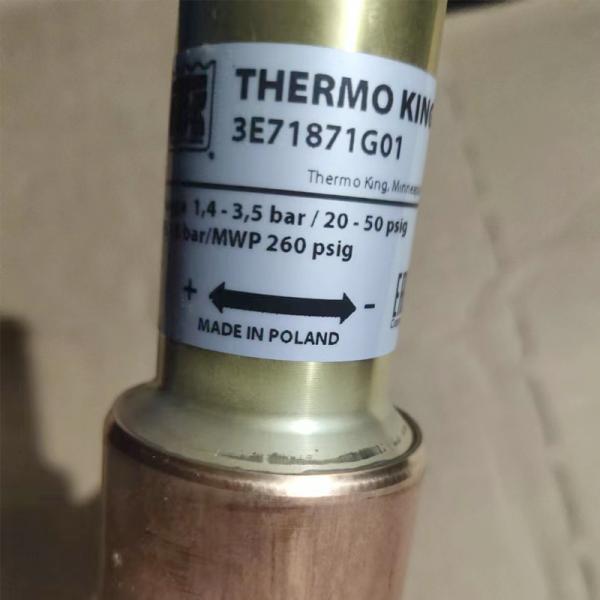 THERMO KING
3E71871G01
®
Thermo King,
1,4 - 3,5 bar / 20 - 50 psig
bar/MWP 260 psig
+ -
MADE IN POLAND